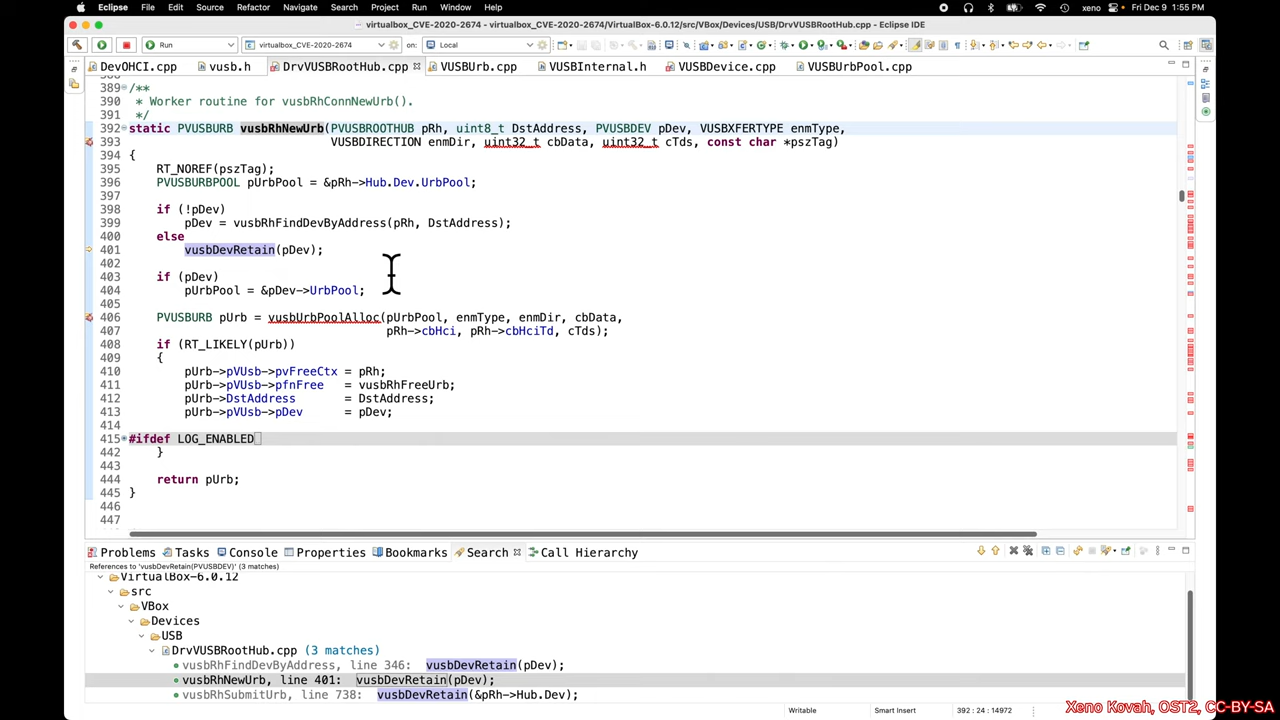 Eclipse File Edit Source Refactor Navigate Search Project Run Window Help xeno Fri Dec 9 1:55 PM
virtualbox_CVE-2020-2674 - virtualbox_CVE-2020-2674/VirtualBox-6.0.12/src/VBox/Devices/USB/DrvVUSBRootHub.cpp - Eclipse IDE
Run virtualbox_CVE-2020-2674 on: Local
DevOHCI.cpp vusb.h DrvVUSBRootHub.cpp VUSBUrb.cpp VUSBInternal.h VUSBDevice.cpp VUSBUrbPool.cpp
389 /**
390 * Worker routine for vusbRhConnNewUrb().
391 */
392 static PVUSBURB vusbRhNewUrb(PVUSBROOTHUB pRh, uint8_t DstAddress, PVUSBDEV pDev, VUSBXFERTYPE enmType,
393 VUSBDIRECTION enmDir, uint32_t cbData, uint32_t cTds, const char *pszTag)
394 {
395 RT_NOREF(pszTag);
396 PVUSBURBPOOL pUrbPool = &pRh->Hub.Dev.UrbPool;
397
398 if (!pDev)
399 pDev = vusbRhFindDevByAddress(pRh, DstAddress);
400 else
401 vusbDevRetain(pDev);
402
403 if (pDev)
404 pUrbPool = &pDev->UrbPool;
405
406 PVUSBURB pUrb = vusbUrbPoolAlloc(pUrbPool, enmType, enmDir, cbData,
407 pRh->cbHci, pRh->cbHciTd, cTds);
408 if (RT_LIKELY(pUrb))
409 {
410 pUrb->pVUsb->pvFreeCtx = pRh;
411 pUrb->pVUsb->pfnFree = vusbRhFreeUrb;
412 pUrb->DstAddress = DstAddress;
413 pUrb->pVUsb->pDev = pDev;
414
415 #ifdef LOG_ENABLED
442 }
443
444 return pUrb;
445 }
446
447
Problems Tasks Console Properties Bookmarks Search Call Hierarchy
References to 'vusbDevRetain(PVUSBDEV)' (3 matches)
VirtualBox-6.0.12
src
VBox
Devices
USB
DrvVUSBRootHub.cpp (3 matches)
vusbRhFindDevByAddress, line 346: vusbDevRetain(pDev);
vusbRhNewUrb, line 401: vusbDevRetain(pDev);
vusbRhSubmitUrb, line 738: vusbDevRetain(&pRh->Hub.Dev);
Writable Smart Insert 392 : 24 : 14972
Xeno Kovah, OST2, CC-BY-SA